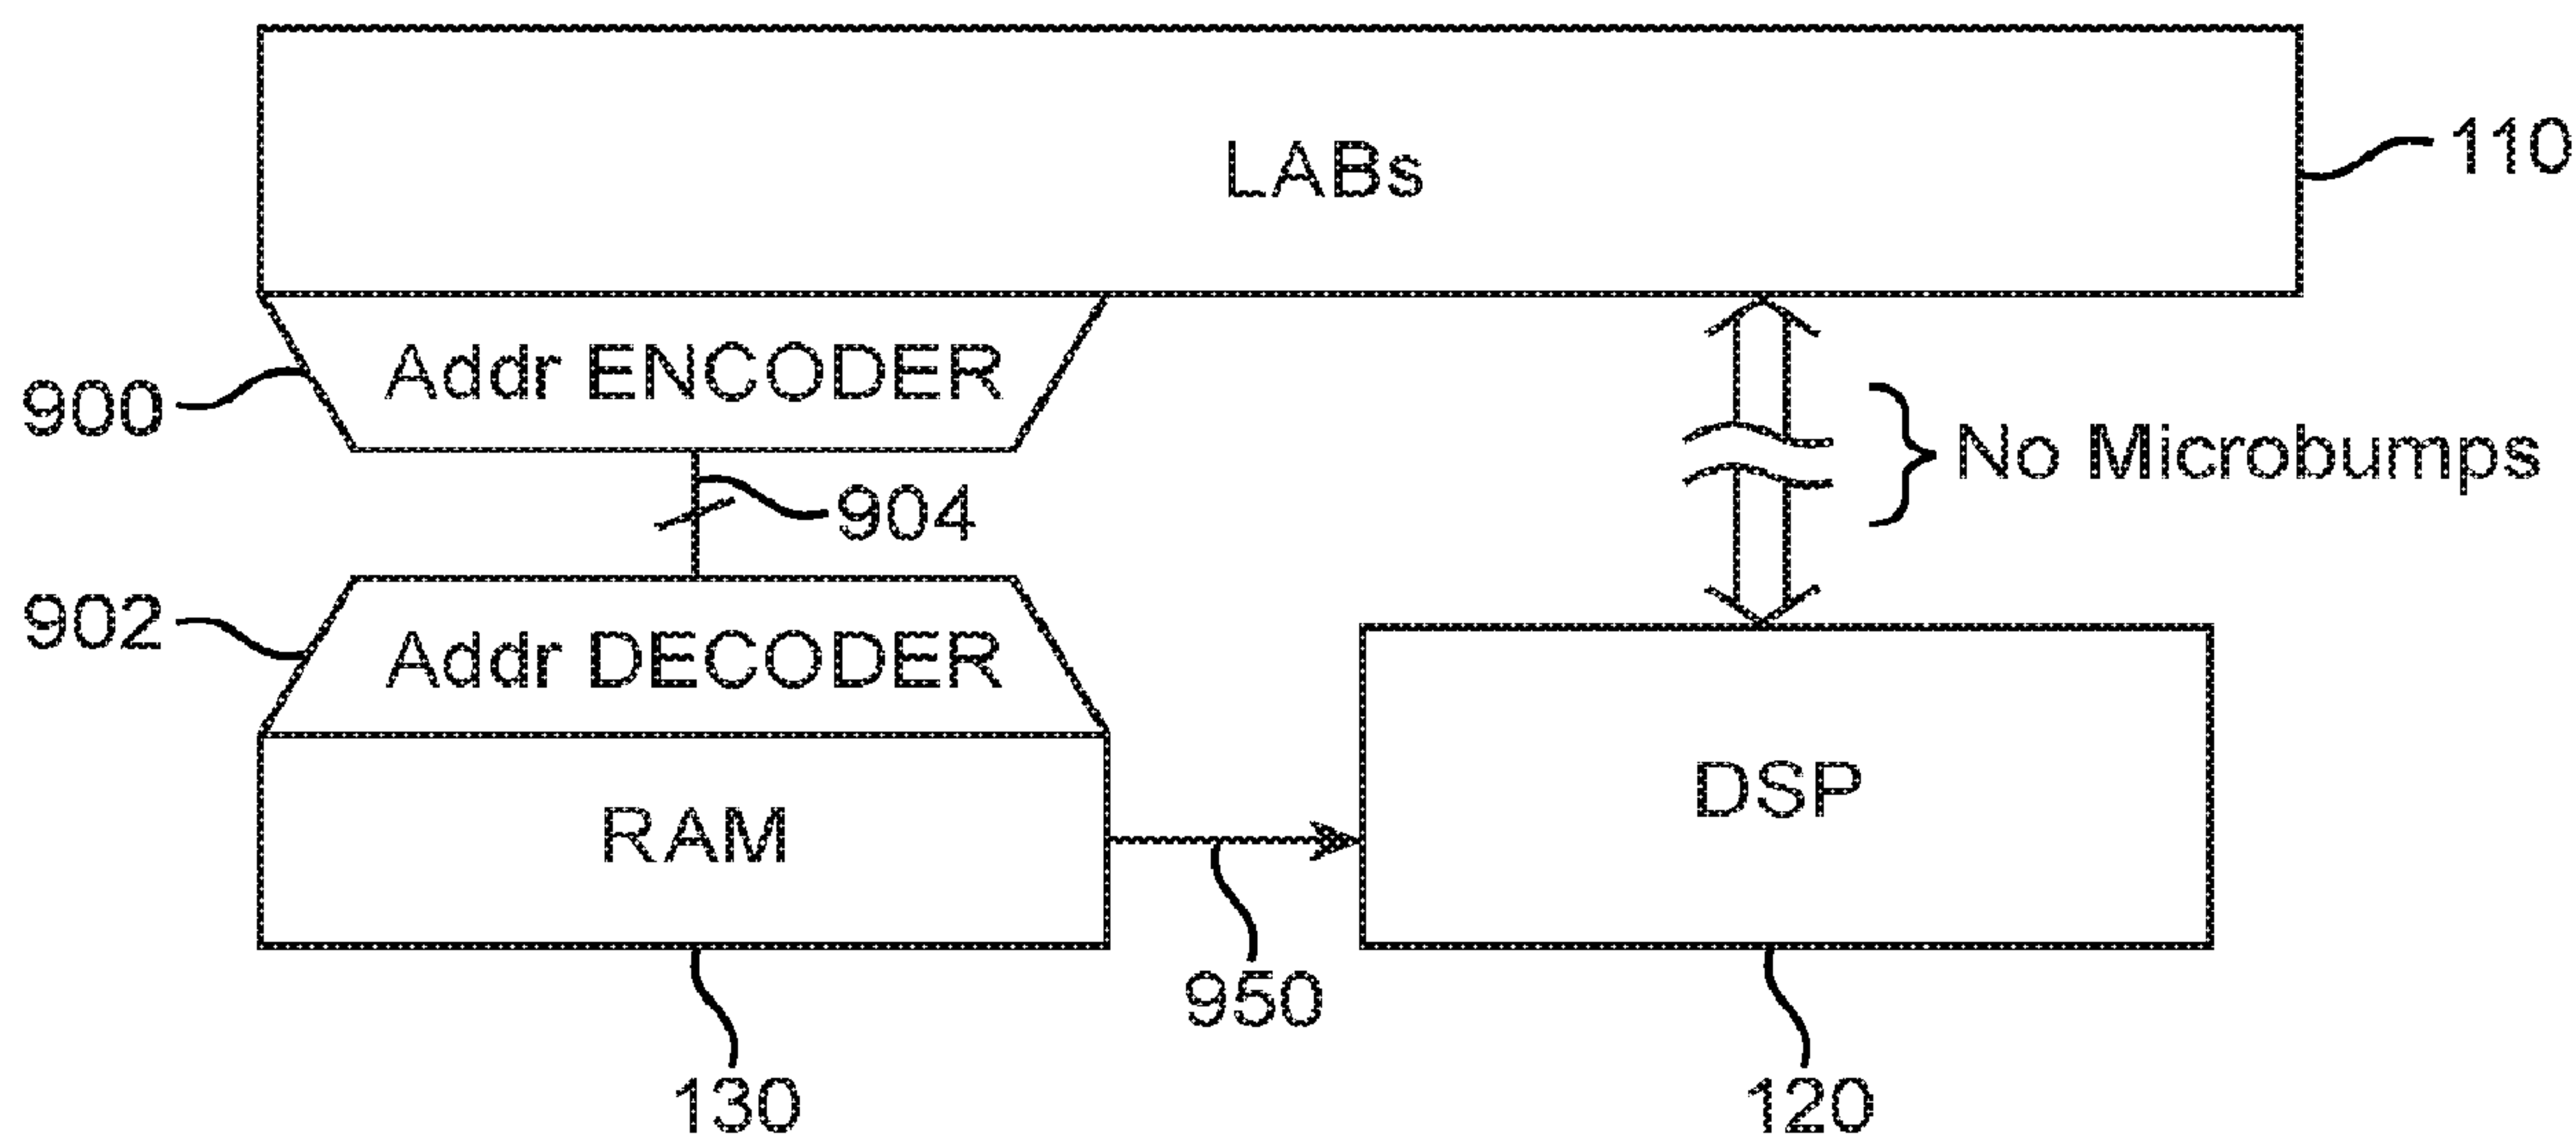 LABs
110
Addr ENCODER
900
No Microbumps
904
902
Addr DECODER
DSP
RAM
950
130
120